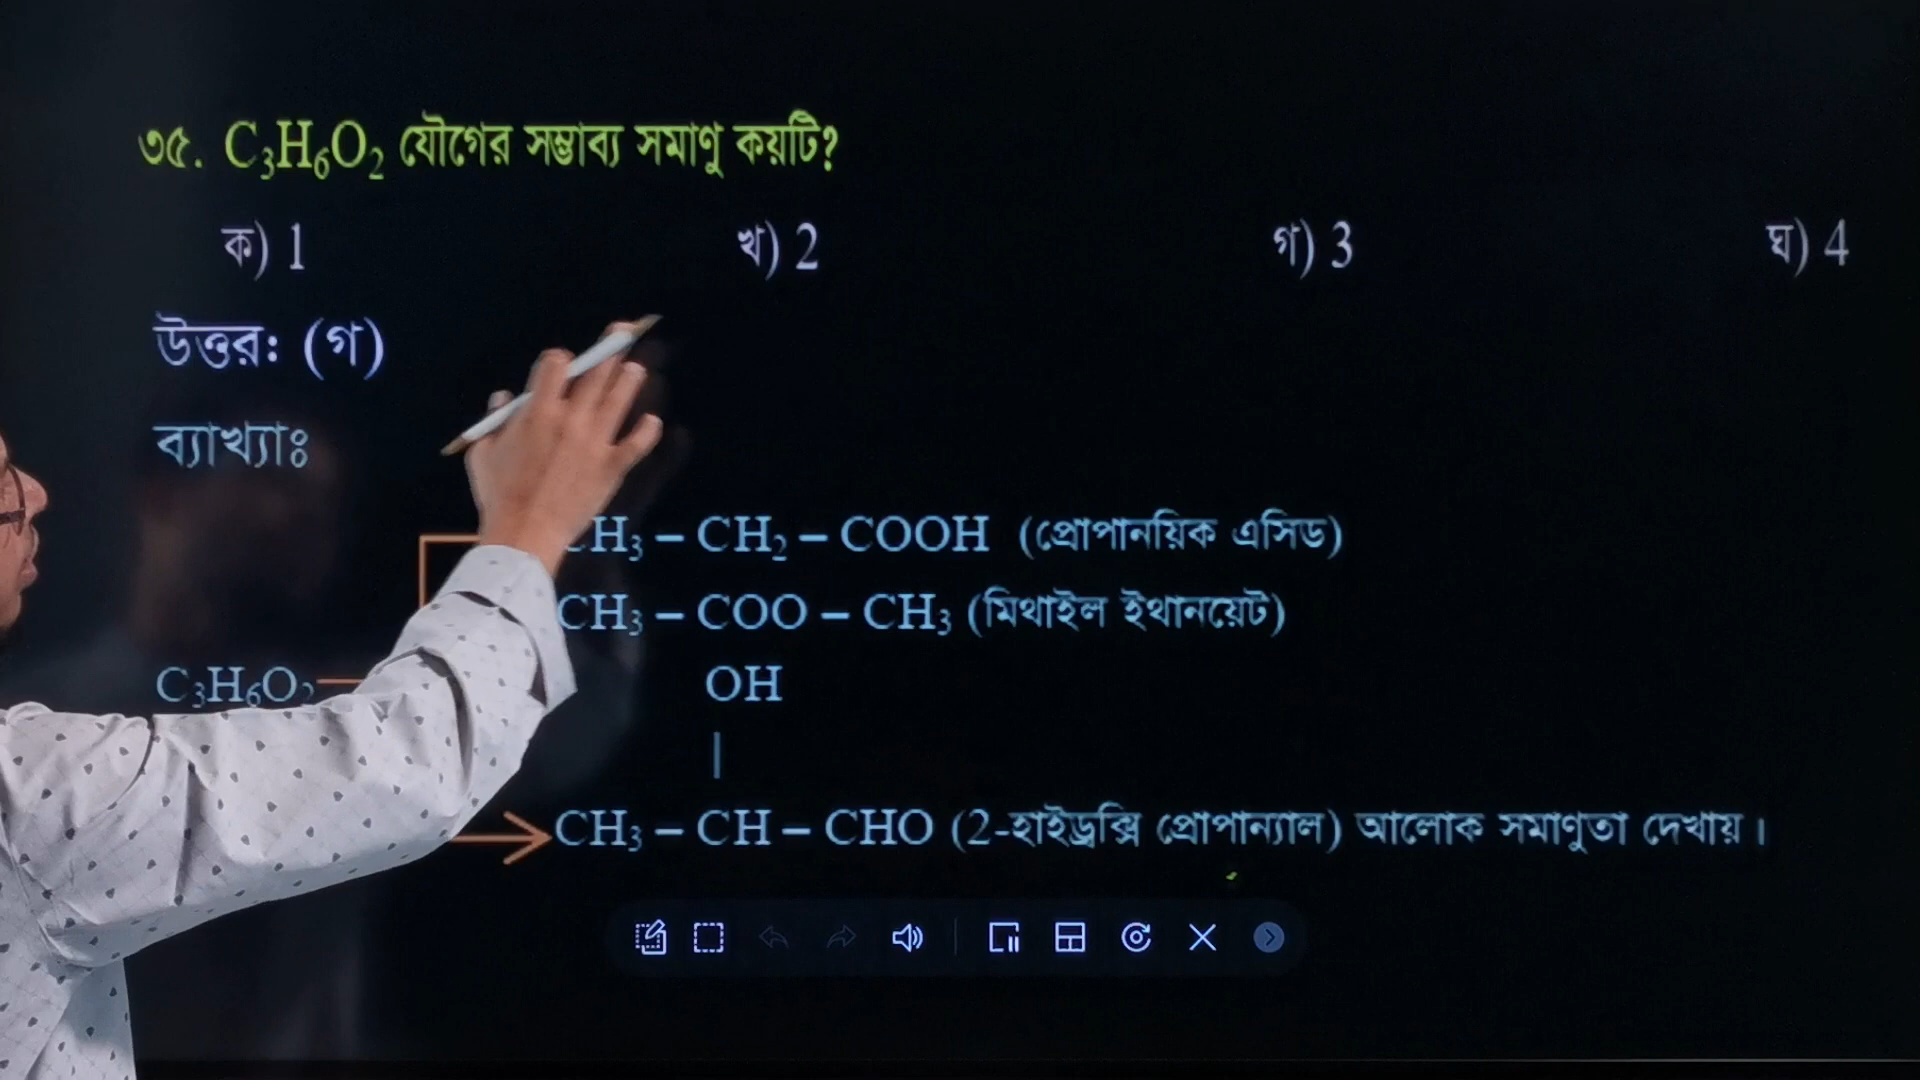 ৩৫. C₃H₆O₂ যৌগের সম্ভাব্য সমাণু কয়টি?
ক) 1 খ) 2 গ) 3 ঘ) 4
উত্তরঃ (গ)
ব্যাখ্যাঃ
CH₃ – CH₂ – COOH (প্রোপানয়িক এসিড)
CH₃ – COO – CH₃ (মিথাইল ইথানয়েট)
C₃H₆O₂
OH
|
CH₃ – CH – CHO (2-হাইড্রক্সি প্রোপান্যাল) আলোক সমাণুতা দেখায়।